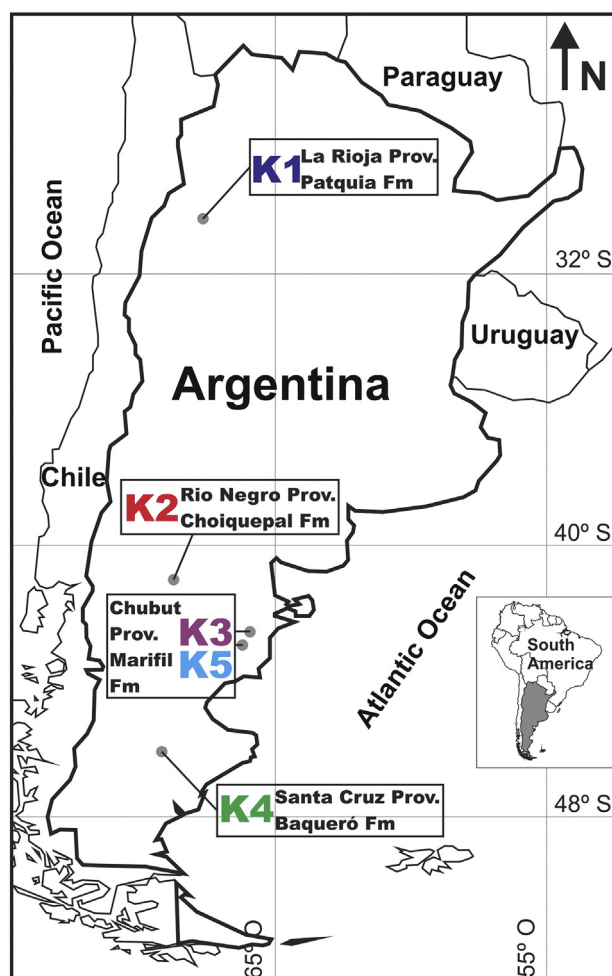 Paraguay
N
K1
La Rioja Prov.
Patquia Fm
Pacific Ocean
32º S
Uruguay
Argentina
Chile
K2
Rio Negro Prov.
Choiquepal Fm
40º S
Chubut
Prov.
Marifil
Fm
K3
K5
Atlantic Ocean
South
America
K4
Santa Cruz Prov.
Baqueró Fm
48º S
65º O
55º O